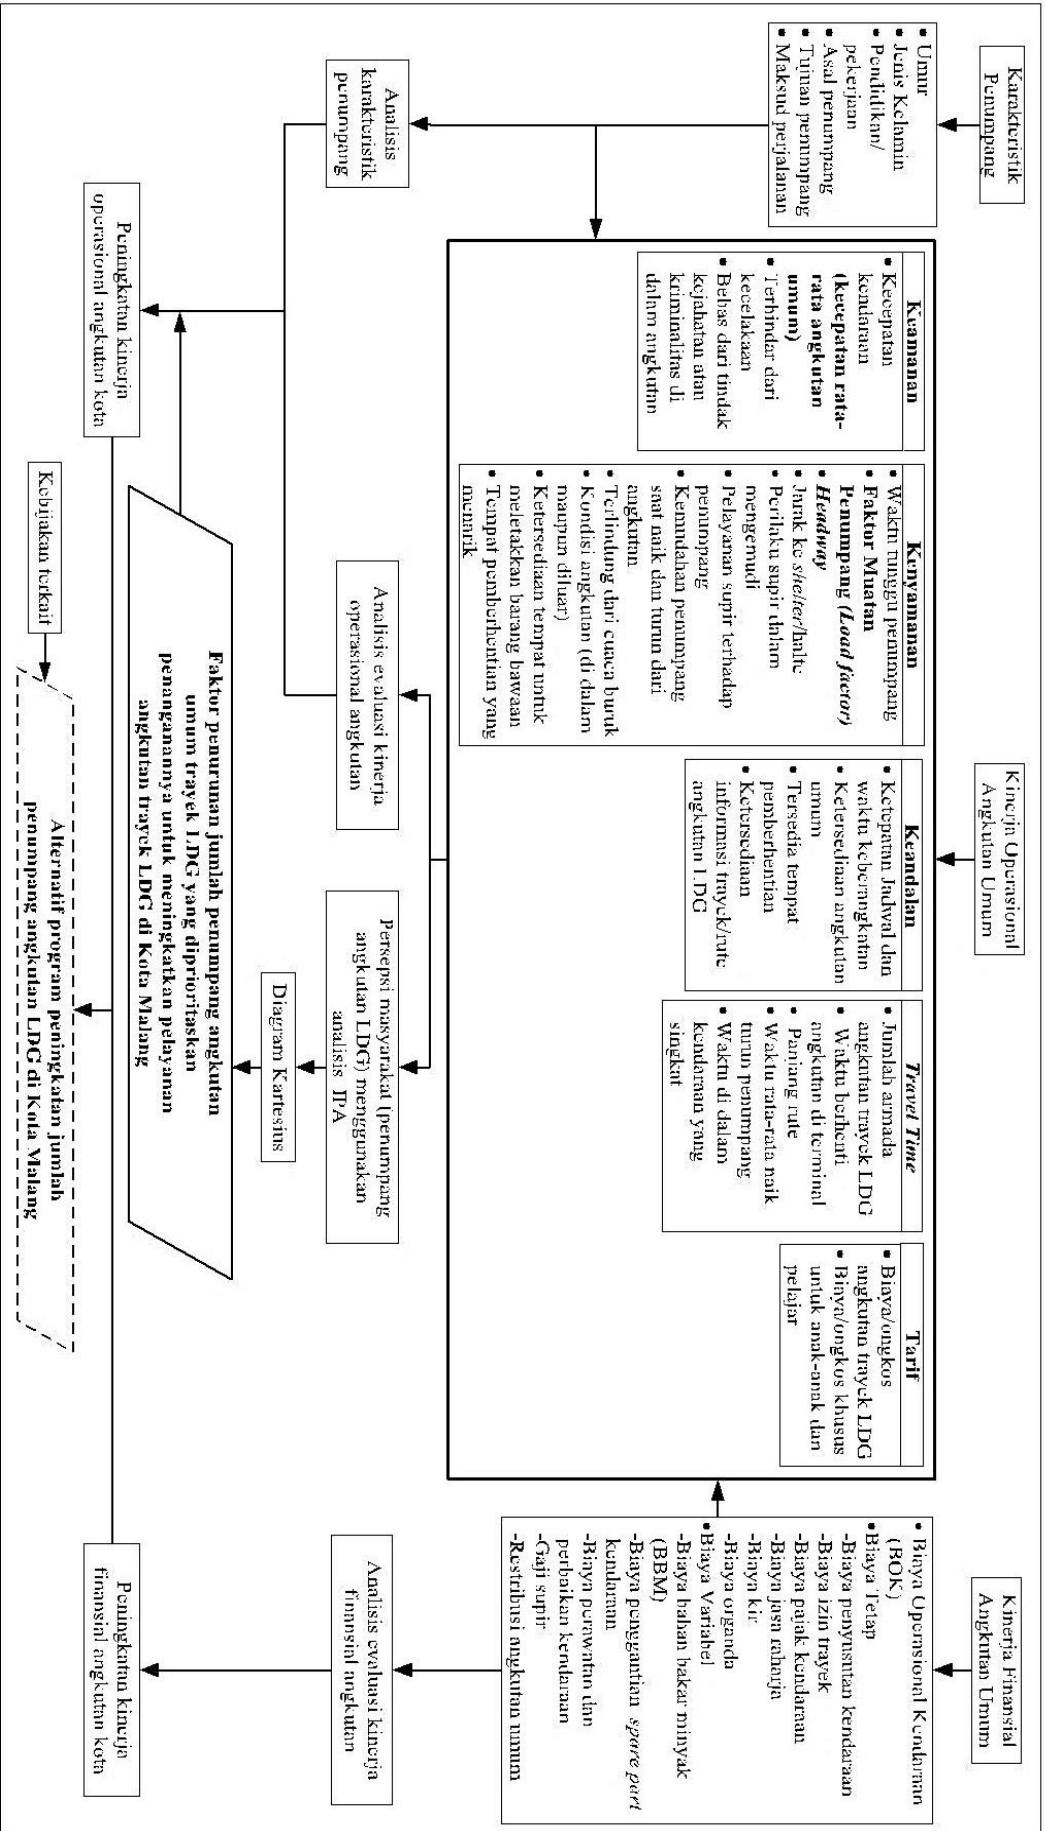 Karakteristik
Penumpang
• Umur
• Jenis Kelamin
• Pendidikan/
pekerjaan
• Asal penumpang
• Tujuan penumpang
• Maksud perjalanan
Analisis
karakteristik
penumpang
Kinerja Operasional
Angkutan Umum
Keamanan
• Kecepatan
kendaraan
(kecepatan rata-
rata angkutan
umum)
• Terhindar dari
kecelakaan
• Bebas dari tindak
kejahatan atau
kriminalitas di
dalam angkutan
Kenyamanan
• Waktu tunggu penumpang
• Faktor Muatan
Penumpang (Load factor)
• Headway
• Jarak ke shelter/halte
• Perilaku supir dalam
mengemudi
• Pelayanan supir terhadap
penumpang
• Kemudahan penumpang
saat naik dan turun dari
angkutan
• Terlindung dari cuaca buruk
• Kondisi angkutan (di dalam
maupun diluar)
• Ketersediaan tempat untuk
meletakkan barang bawaan
• Tempat pemberhentian yang
menarik
Keandalan
• Ketepatan Jadwal dan
waktu keberangkatan
• Ketersediaan angkutan
umum
• Tersedia tempat
pemberhentian
• Ketersediaan
informasi trayek/rute
angkutan LDG
Travel Time
• Jumlah armada
angkutan trayek LDG
• Waktu berhenti
angkutan di terminal
• Panjang rute
• Waktu rata-rata naik
turun penumpang
• Waktu di dalam
kendaraan yang
singkat
Tarif
• Biaya/ongkos
angkutan trayek LDG
• Biaya/ongkos khusus
untuk anak-anak dan
pelajar
Kinerja Finansial
Angkutan Umum
• Biaya Operasional Kendaraan
(BOK)
• Biaya Tetap
-Biaya penyusutan kendaraan
-Biaya izin trayek
-Biaya pajak kendaraan
-Biaya jasa raharja
-Biaya kir
-Biaya organda
• Biaya Variabel
-Biaya bahan bakar minyak
(BBM)
-Biaya penggantian spare part
kendaraan
-Biaya perawatan dan
perbaikan kendaraan
-Gaji supir
-Restribusi angkutan umum
Analisis evaluasi kinerja
operasional angkutan
Persepsi masyarakat (penumpang
angkutan LDG) menggunakan
analisis IPA
Analisis evaluasi kinerja
finansial angkutan
Diagram Kartesius
Faktor penurunan jumlah penumpang angkutan
umum trayek LDG yang diprioritaskan
penanganannya untuk meningkatkan pelayanan
angkutan trayek LDG di Kota Malang
Peningkatan kinerja
operasional angkutan kota
Peningkatan kinerja
finansial angkutan kota
Kebijakan terkait
Alternatif program peningkatan jumlah
penumpang angkutan LDG di Kota Malang